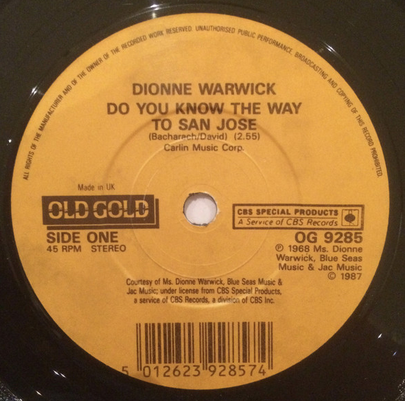 ALL RIGHTS OF THE MANUFACTURER AND OF THE OWNER OF THE RECORDED WORK RESERVED. UNAUTHORISED PUBLIC PERFORMANCE, BROADCASTING AND COPYING OF THIS RECORD PROHIBITED.
DIONNE WARWICK
DO YOU KNOW THE WAY
TO SAN JOSE
(Bacharach/David) (2.55)
Carlin Music Corp.
Made in UK
OLD GOLD
SIDE ONE
45 RPM STEREO
CBS SPECIAL PRODUCTS
A Service of CBS Records
OG 9285
℗ 1968 Ms. Dionne
Warwick, Blue Seas
Music & Jac Music
© 1987
Courtesy of Ms. Dionne Warwick, Blue Seas Music &
Jac Music; under license from CBS Special Products,
a service of CBS Records, a division of CBS Inc.
5 012623 928574